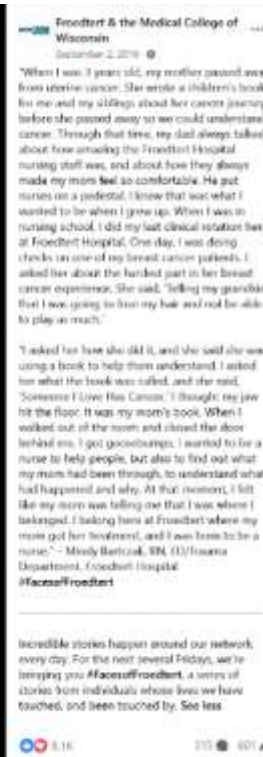 Froedtert & the Medical College of
Wisconsin
September 2, 2016
"When I was 3 years old, my mother passed awa
from uterine cancer. She wrote a children's book
for me and my siblings about her cancer journey
before she passed away so we could understand
cancer. Through that time, my dad always talked
about how amazing the Froedtert Hospital
nursing staff was, and about how they always
made my mom feel so comfortable. He put
nurses on a pedestal. I knew that was what I
wanted to be when I grew up. When I was in
nursing school, I did my last clinical rotation here
at Froedtert Hospital. One day, I was doing
checks on one of my breast cancer patients. I
asked her about the hardest part in her breast
cancer experience. She said, 'Telling my grandkids
that I was going to lose my hair and not be able
to play as much.'
"I asked her how she did it, and she said she was
using a book to help them understand. I asked
her what the book was called, and she said,
'Someone I Love Has Cancer.' I thought my jaw
hit the floor. It was my mom's book. When I
walked out of the room and closed the door
behind me, I got goosebumps. I wanted to be a
nurse to help people, but also to find out what
my mom had been through, to understand what
had happened and why. At that moment, I felt
like my mom was telling me that I was where I
belonged. I belong here at Froedtert where my
mom got her treatment, and I was born to be a
nurse." – Mindy Bartczak, RN, ED/Trauma
Department, Froedtert Hospital
#FacesofFroedtert
Incredible stories happen around our network
every day. For the next several Fridays, we're
bringing you #FacesofFroedtert, a series of
stories from individuals whose lives we have
touched, and been touched by. See less